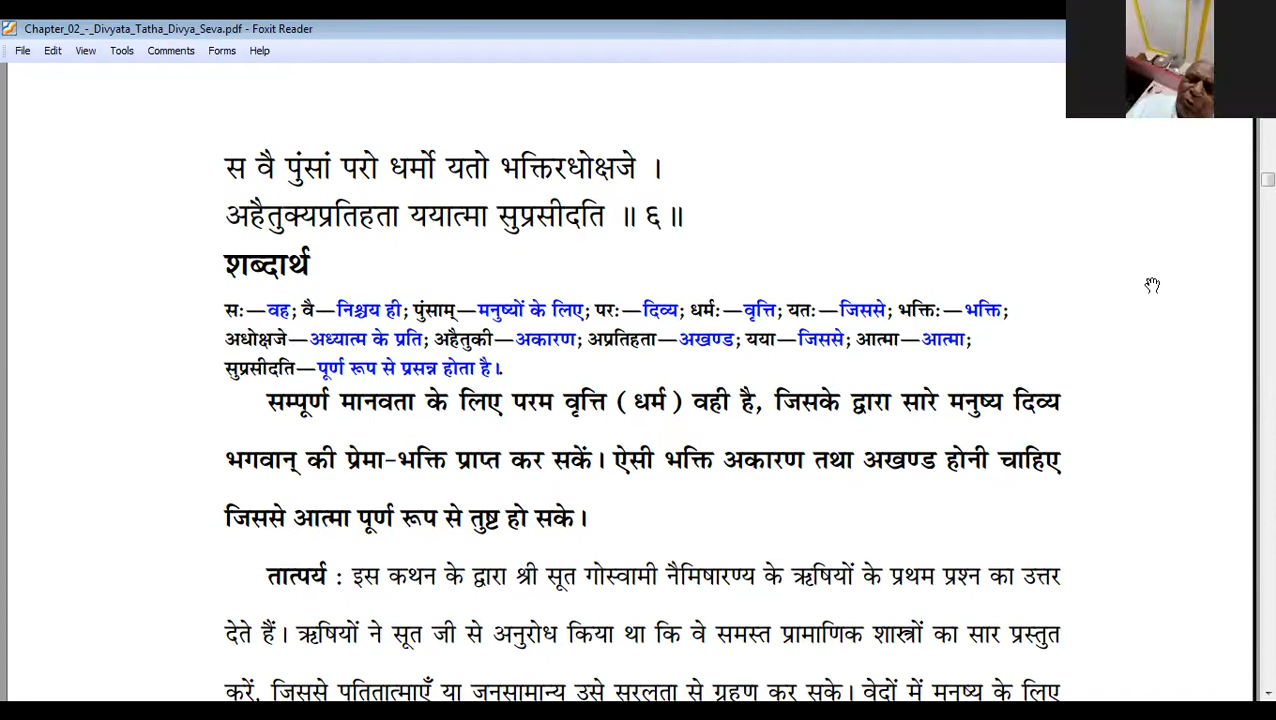 Chapter_02_-_Divyata_Tatha_Divya_Seva.pdf - Foxit Reader
File Edit View Tools Comments Forms Help
स वै पुंसां परो धर्मो यतो भक्तिरधोक्षजे ।
अहैतुक्यप्रतिहता ययात्मा सुप्रसीदति ॥ ६॥
शब्दार्थ
सः—वह; वै—निश्चय ही; पुंसाम्—मनुष्यों के लिए; परः—दिव्य; धर्मः—वृत्ति; यतः—जिससे; भक्तिः—भक्ति;
अधोक्षजे—अध्यात्म के प्रति; अहैतुकी—अकारण; अप्रतिहता—अखण्ड; यया—जिससे; आत्मा—आत्मा;
सुप्रसीदति—पूर्ण रूप से प्रसन्न होता है।.
सम्पूर्ण मानवता के लिए परम वृत्ति (धर्म) वही है, जिसके द्वारा सारे मनुष्य दिव्य
भगवान् की प्रेमा-भक्ति प्राप्त कर सकें। ऐसी भक्ति अकारण तथा अखण्ड होनी चाहिए
जिससे आत्मा पूर्ण रूप से तुष्ट हो सके।
तात्पर्य : इस कथन के द्वारा श्री सूत गोस्वामी नैमिषारण्य के ऋषियों के प्रथम प्रश्न का उत्तर
देते हैं। ऋषियों ने सूत जी से अनुरोध किया था कि वे समस्त प्रामाणिक शास्त्रों का सार प्रस्तुत
करें, जिससे पतितात्माएँ या जनसामान्य उसे सरलता से ग्रहण कर सके। वेदों में मनुष्य के लिए